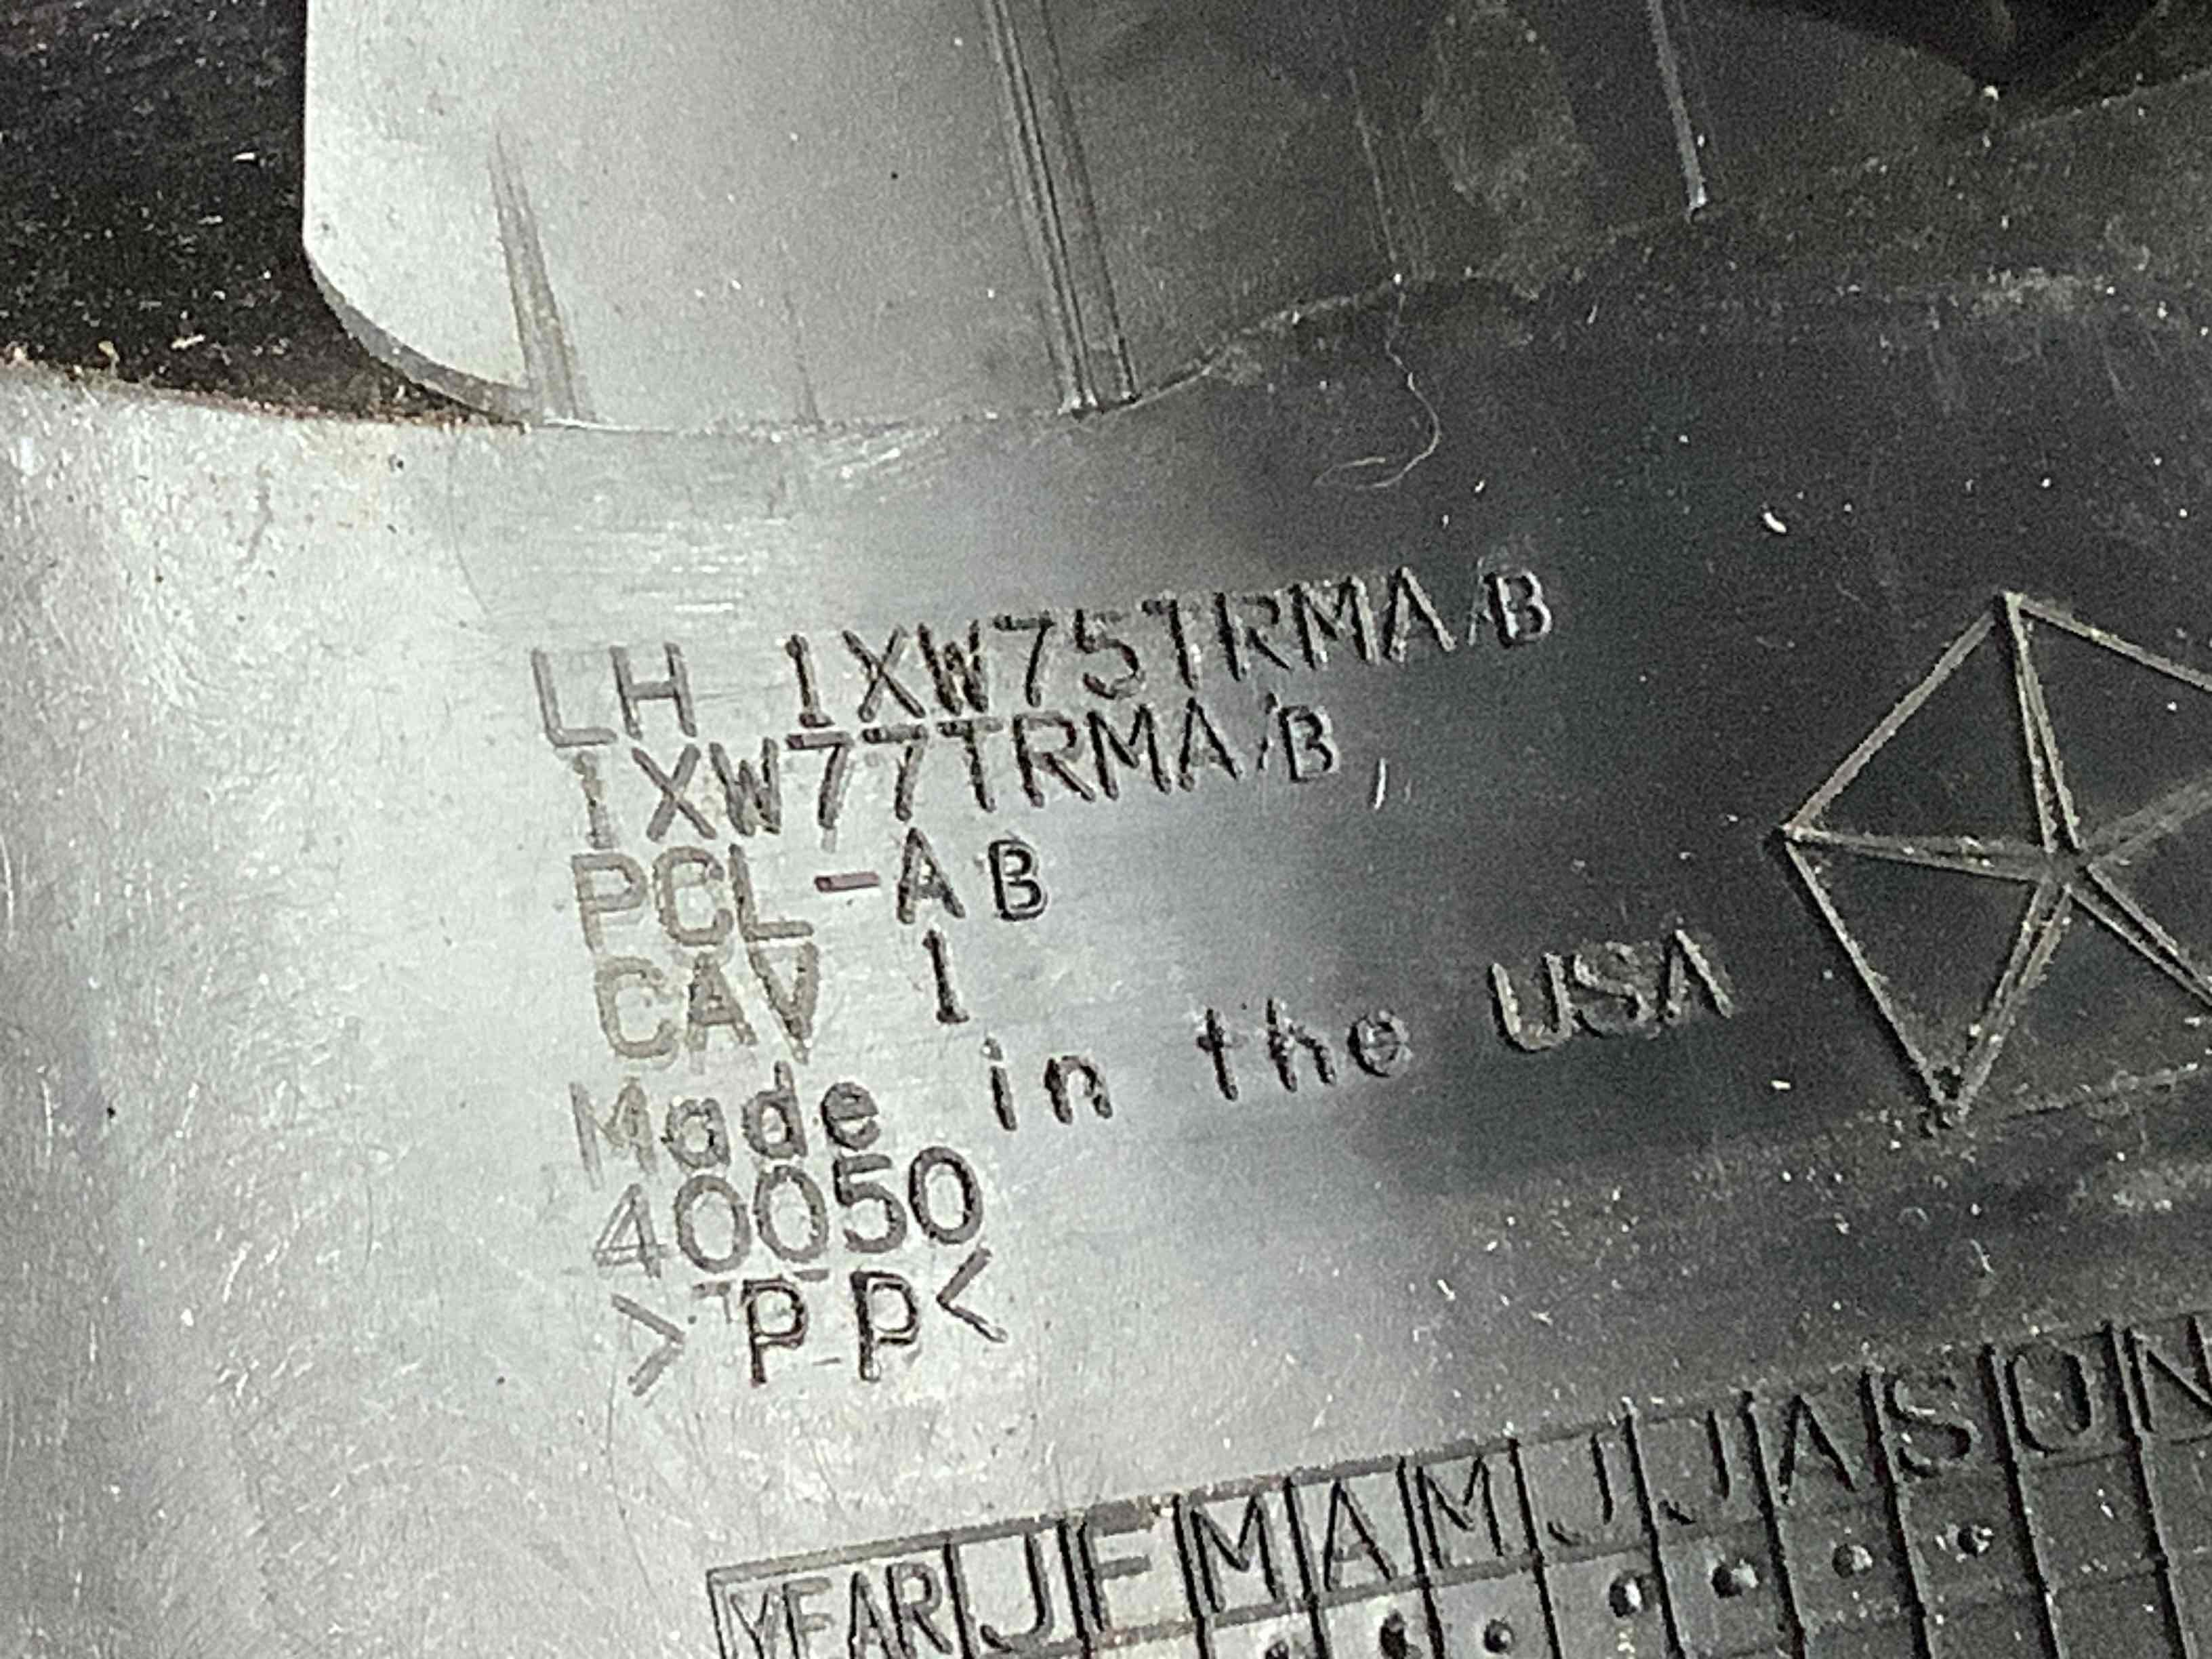 LH 1XW75TRMA/B
1XW77TRMA/B
PCL-AB
CAV 1
Made in the USA
40050
>PP<
YEAR J F M A M J J A S O N